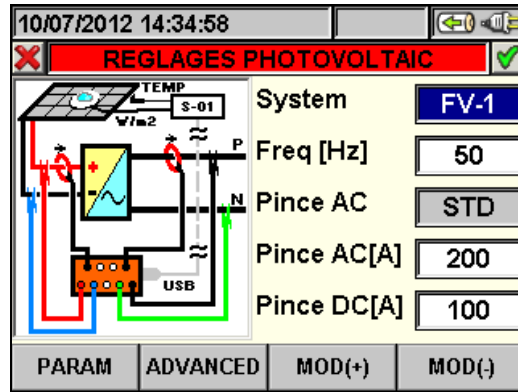 10/07/2012 14:34:58
REGLAGES PHOTOVOLTAIC
TEMP
S-01
W/m2
P
N
USB
System FV-1
Freq [Hz] 50
Pince AC STD
Pince AC[A] 200
Pince DC[A] 100
PARAM ADVANCED MOD(+) MOD(-)